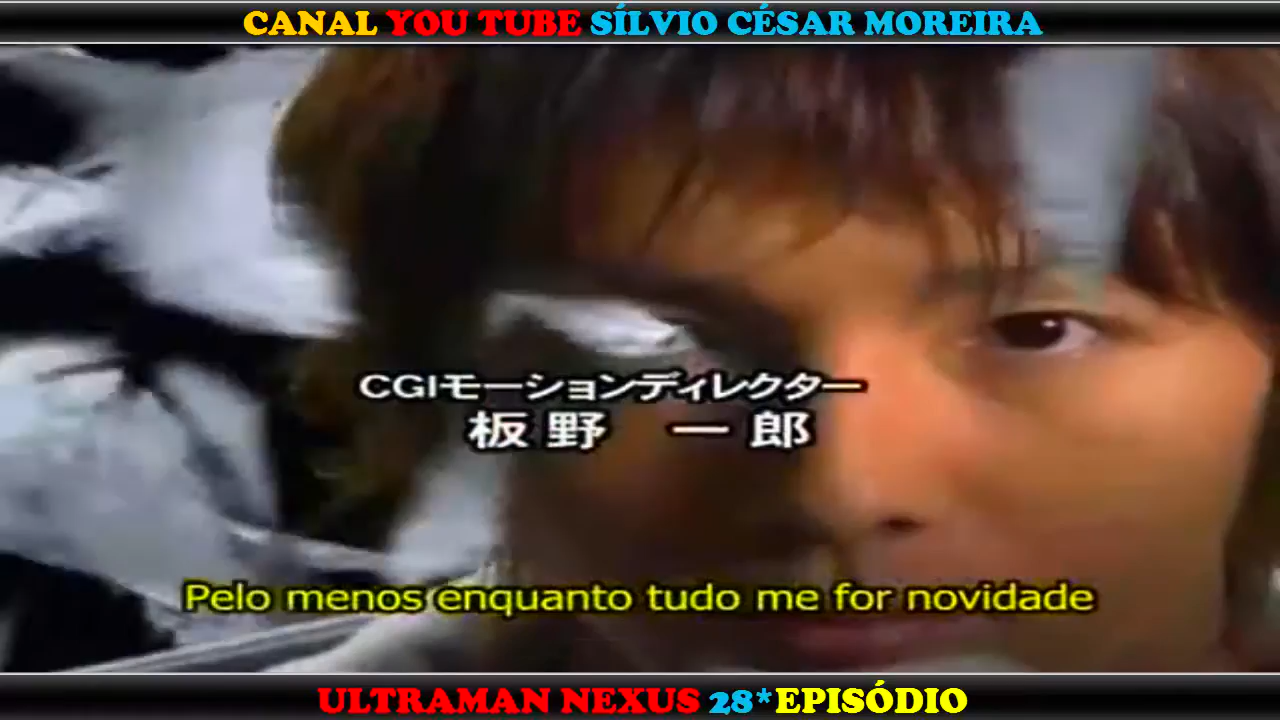 CANAL YOU TUBE SÍLVIO CÉSAR MOREIRA
CGIモーションディレクター
板野 一郎
Pelo menos enquanto tudo me for novidade
ULTRAMAN NEXUS 28*EPISÓDIO